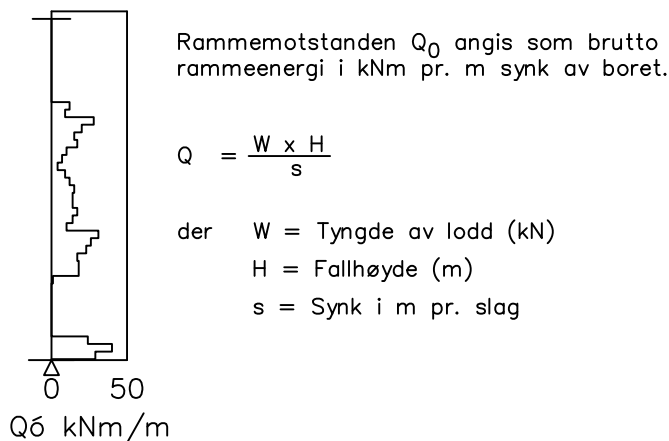 Rammemotstanden Q0 angis som brutto
rammeenergi i kNm pr. m synk av boret.
Q = W x H
s
der W = Tyngde av lodd (kN)
H = Fallhøyde (m)
s = Synk i m pr. slag
0 50
Qó kNm/m